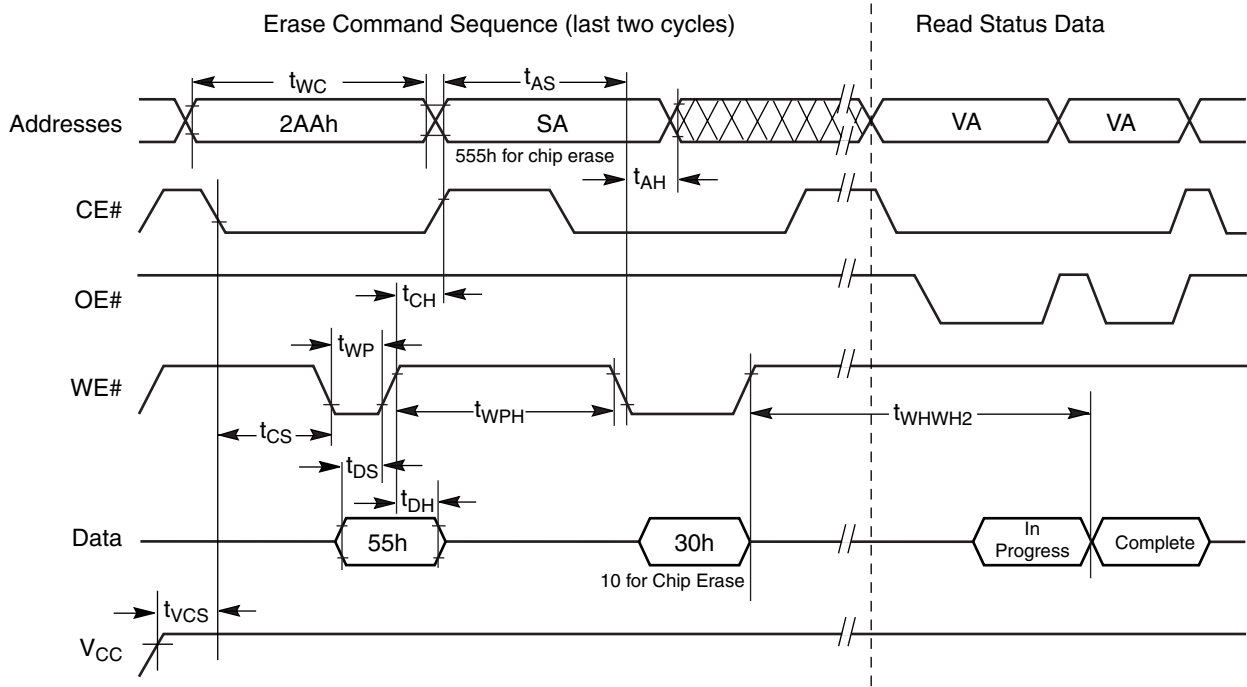 Erase Command Sequence (last two cycles)
Read Status Data
tWC
tAS
Addresses
2AAh
SA
VA
VA
555h for chip erase
tAH
CE#
OE#
tCH
tWP
WE#
tWPH
tWHWH2
tCS
tDS
tDH
Data
55h
30h
In
Progress
Complete
10 for Chip Erase
tVCS
VCC